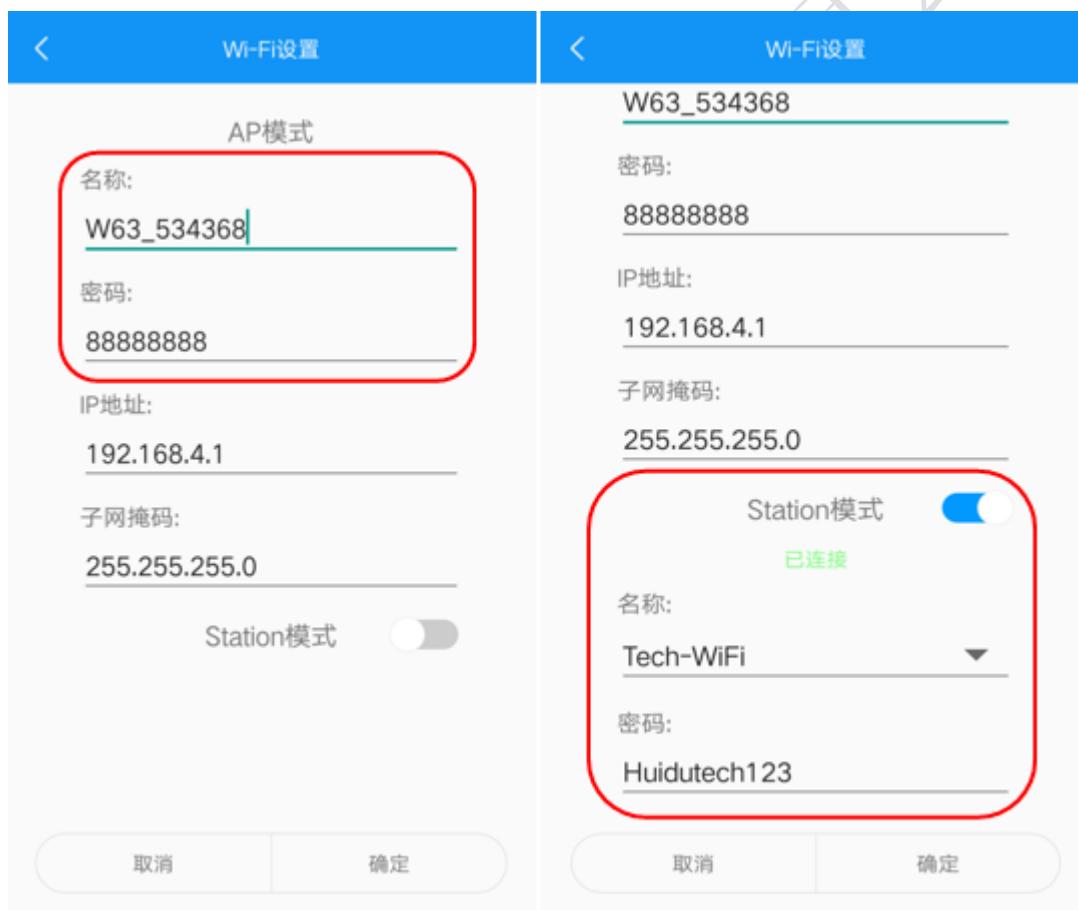 Wi-Fi设置
AP模式
名称:
W63_534368
密码:
88888888
IP地址:
192.168.4.1
子网掩码:
255.255.255.0
Station模式
取消
确定
Wi-Fi设置
W63_534368
密码:
88888888
IP地址:
192.168.4.1
子网掩码:
255.255.255.0
Station模式
已连接
名称:
Tech-WiFi
密码:
Huidutech123
取消
确定